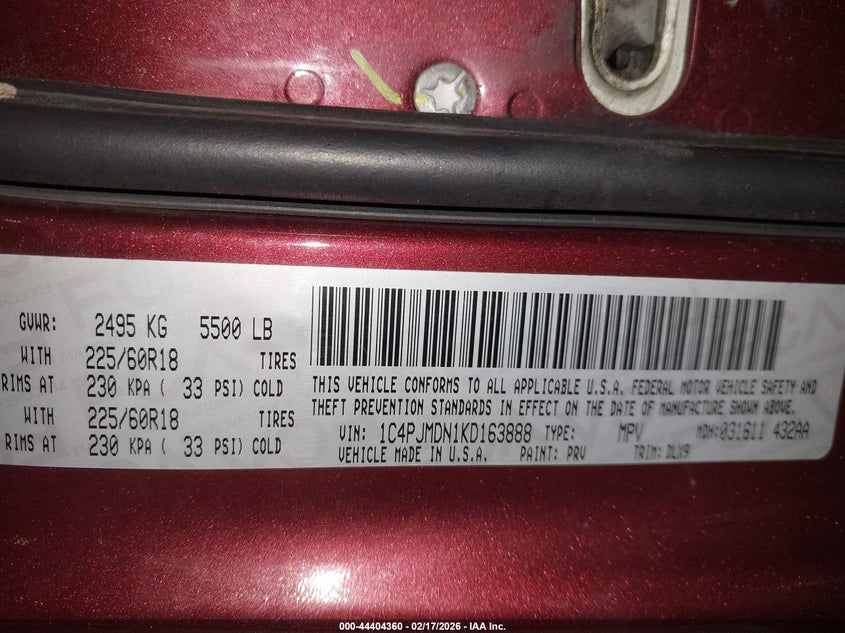 GVWR: 2495 KG 5500 LB
WITH 225/60R18 TIRES
RIMS AT 230 KPA ( 33 PSI) COLD
WITH 225/60R18 TIRES
RIMS AT 230 KPA ( 33 PSI) COLD
THIS VEHICLE CONFORMS TO ALL APPLICABLE U.S.A. FEDERAL MOTOR VEHICLE SAFETY AND
THEFT PREVENTION STANDARDS IN EFFECT ON THE DATE OF MANUFACTURE SHOWN ABOVE.
VIN: 1C4PJMDN1KD163888 TYPE: MPV MDH:031611 432AA
VEHICLE MADE IN U.S.A. PAINT: PRV TRIM: DLX9
000-44404360 - 02/17/2026 - IAA Inc.